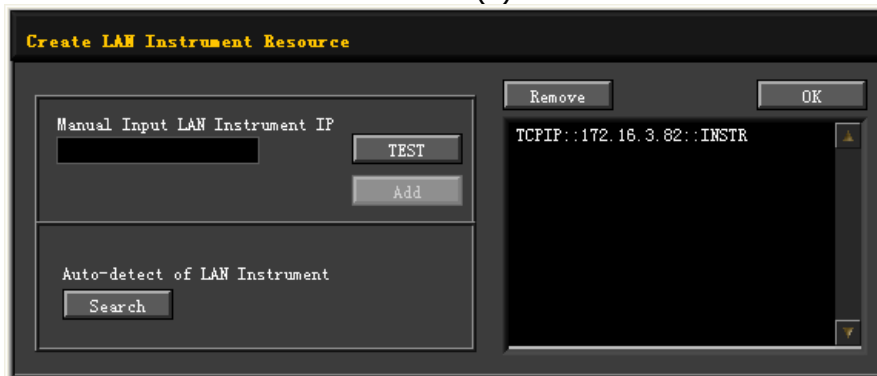 Create LAN Instrument Resource
Manual Input LAN Instrument IP
TEST
Add
Auto-detect of LAN Instrument
Search
Remove
OK
TCPIP::172.16.3.82::INSTR